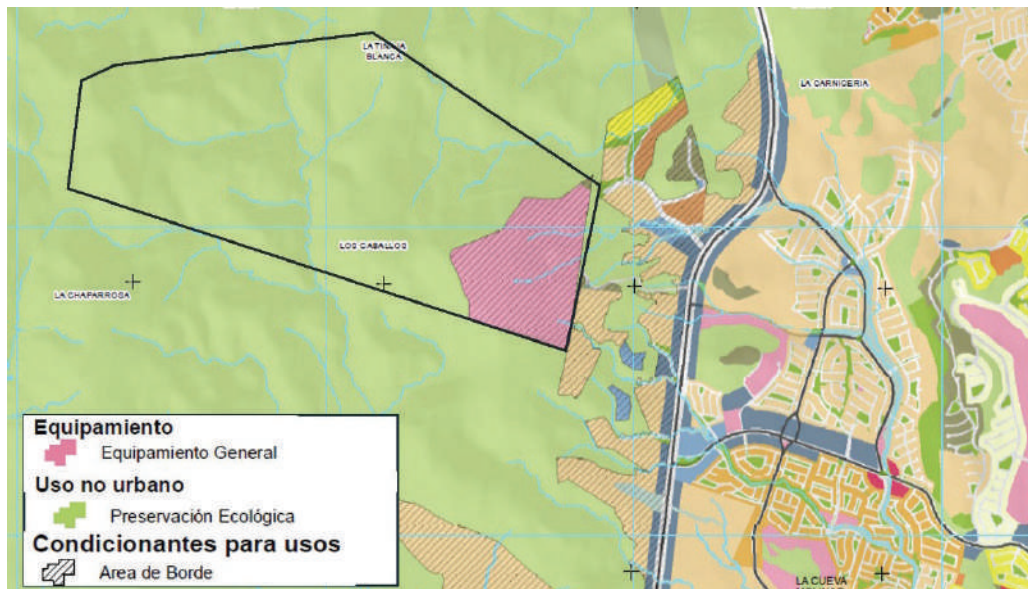 LA TINAJA
BLANCA
LA CARNICERIA
LOS CABALLOS
LA CHAPARROSA
Equipamiento
Equipamiento General
Uso no urbano
Preservación Ecológica
Condicionantes para usos
Area de Borde
LA CUEVA